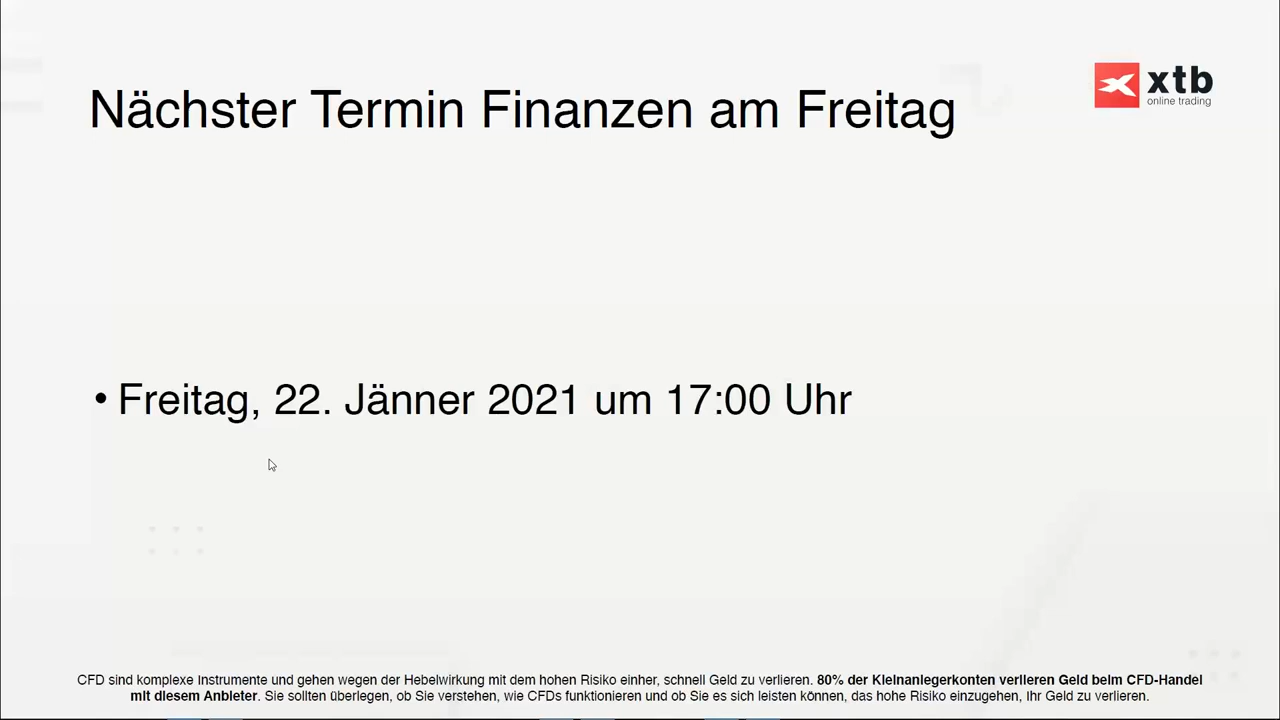 Nächster Termin Finanzen am Freitag
xtb
online trading
• Freitag, 22. Jänner 2021 um 17:00 Uhr
CFD sind komplexe Instrumente und gehen wegen der Hebelwirkung mit dem hohen Risiko einher, schnell Geld zu verlieren. 80% der Kleinanlegerkonten verlieren Geld beim CFD-Handel
mit diesem Anbieter. Sie sollten überlegen, ob Sie verstehen, wie CFDs funktionieren und ob Sie es sich leisten können, das hohe Risiko einzugehen, Ihr Geld zu verlieren.